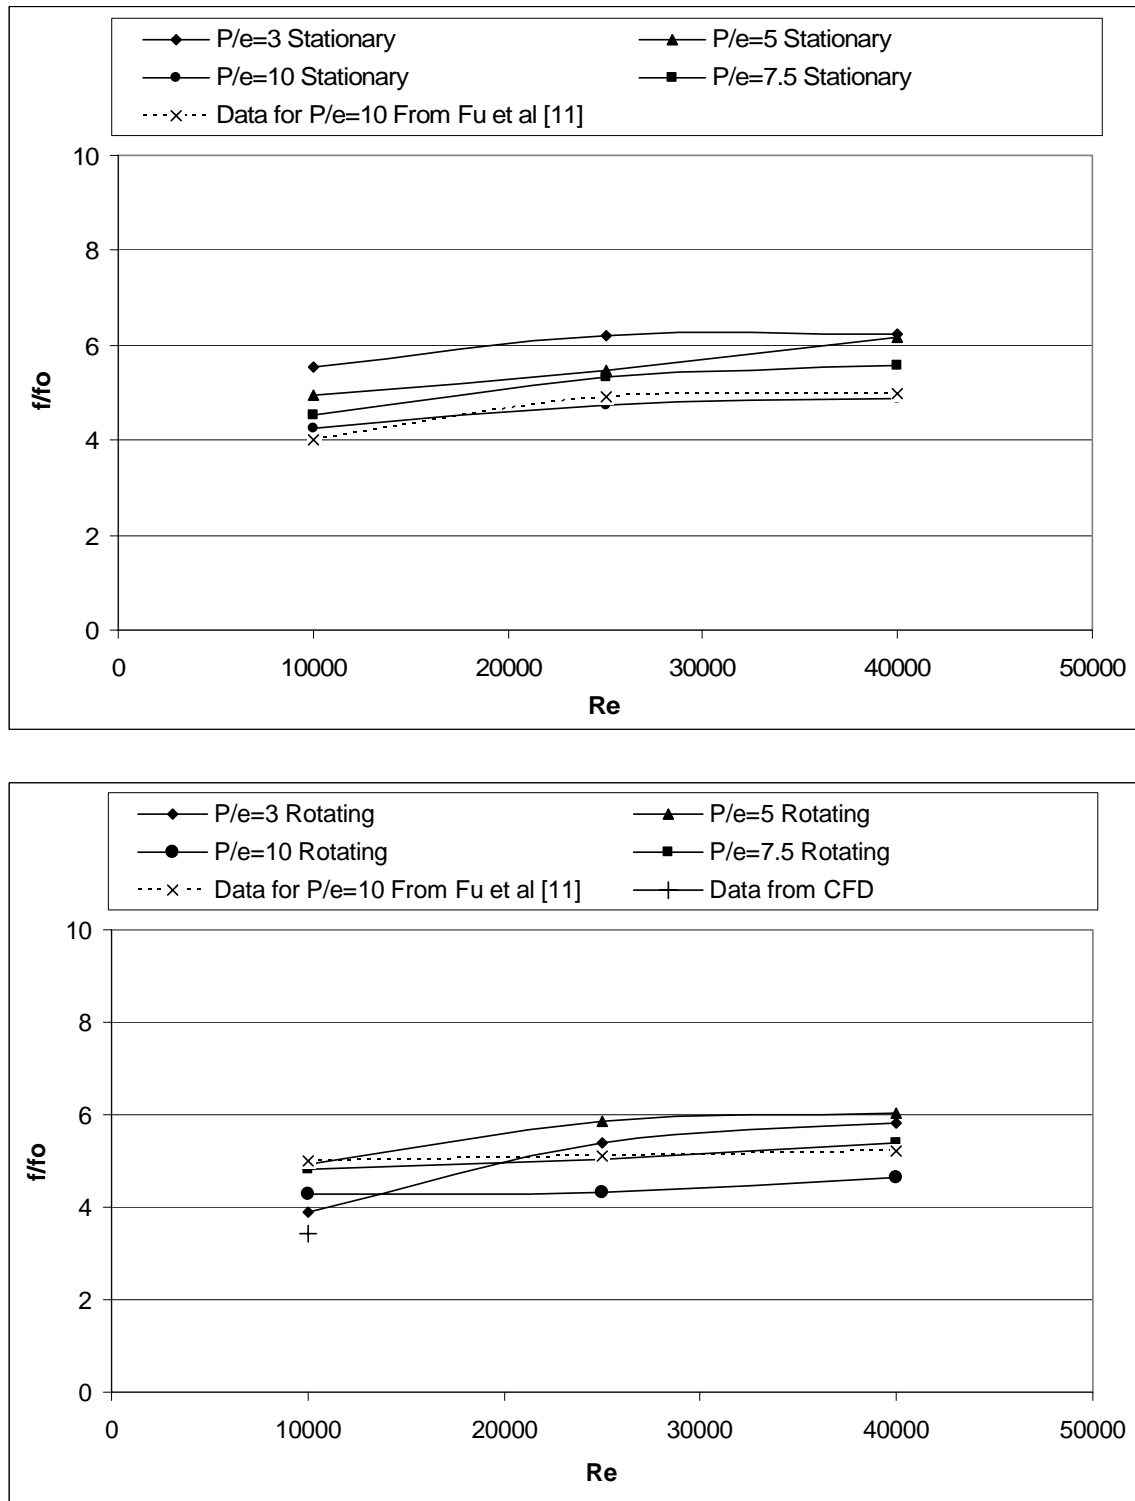 P/e=3 Stationary P/e=5 Stationary
P/e=10 Stationary P/e=7.5 Stationary
Data for P/e=10 From Fu et al [11]
10
8
6
4
2
0
f/fo
0 10000 20000 30000 40000 50000
Re
P/e=3 Rotating P/e=5 Rotating
P/e=10 Rotating P/e=7.5 Rotating
Data for P/e=10 From Fu et al [11] Data from CFD
10
8
6
4
2
0
f/fo
0 10000 20000 30000 40000 50000
Re